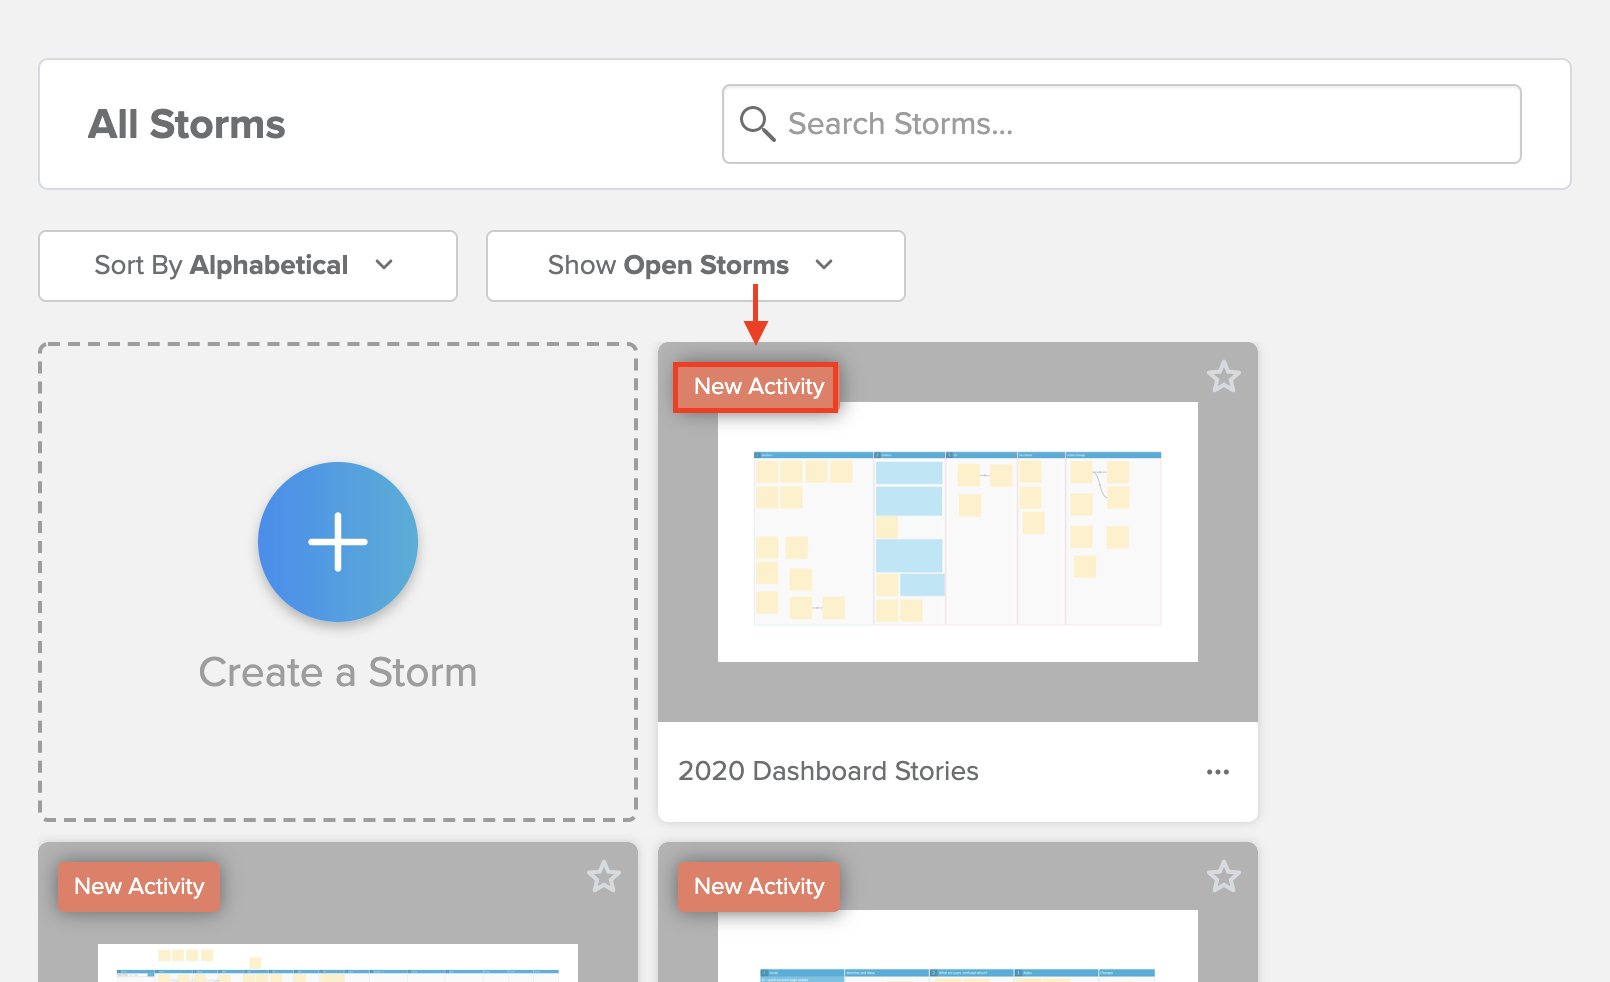 All Storms
Search Storms...
Sort By Alphabetical
Show Open Storms
New Activity
Create a Storm
2020 Dashboard Stories
New Activity
New Activity